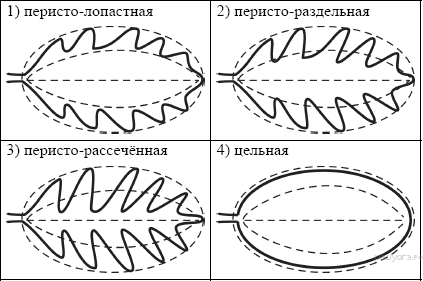 1) перисто-лопастная
2) перисто-раздельная
3) перисто-рассечённая
4) цельная